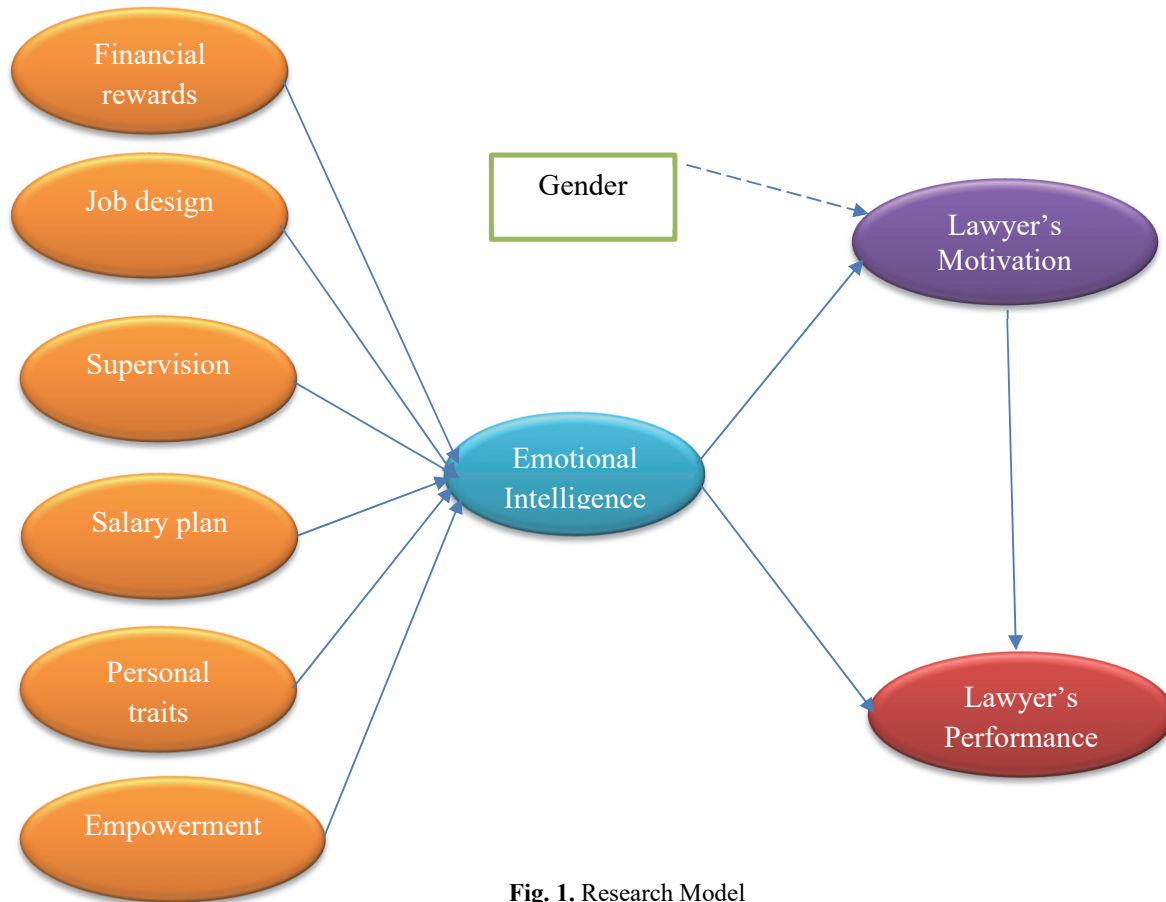 Financial
rewards
Job design
Supervision
Salary plan
Personal
traits
Empowerment
Gender
Emotional
Intelligence
Lawyer’s
Motivation
Lawyer’s
Performance
Fig. 1. Research Model